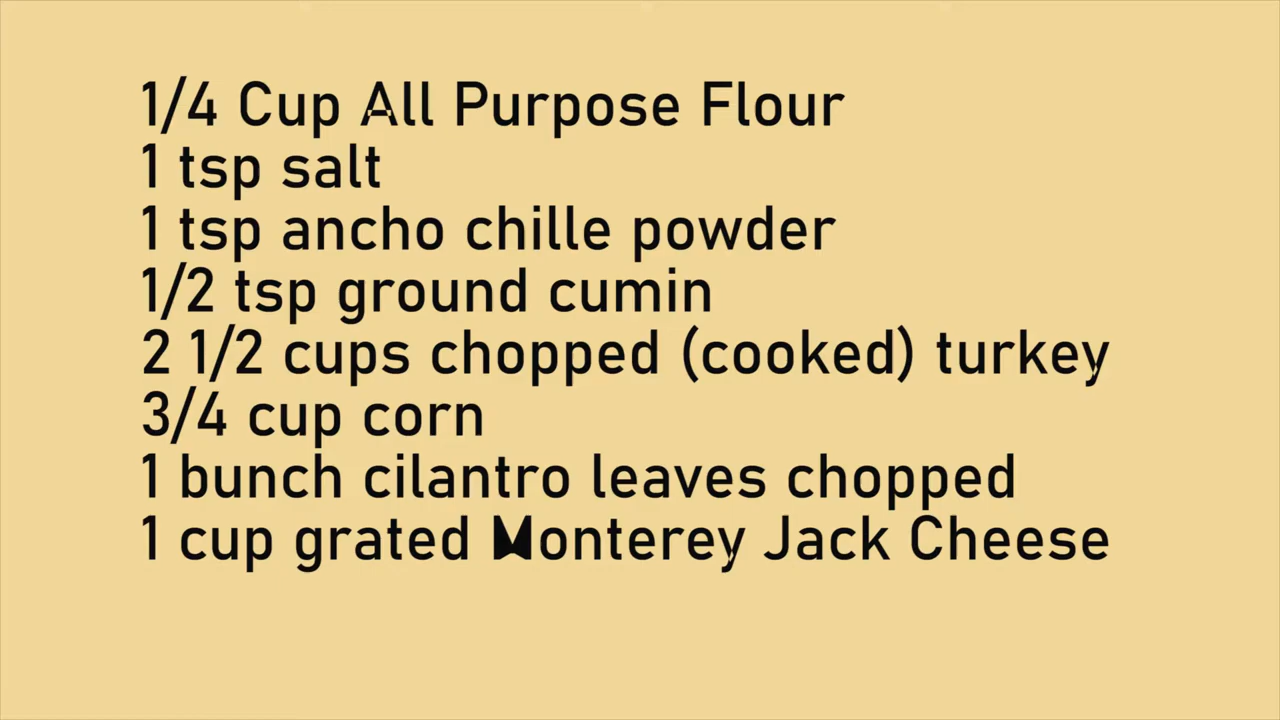 1/4 Cup All Purpose Flour
1 tsp salt
1 tsp ancho chille powder
1/2 tsp ground cumin
2 1/2 cups chopped (cooked) turkey
3/4 cup corn
1 bunch cilantro leaves chopped
1 cup grated Monterey Jack Cheese